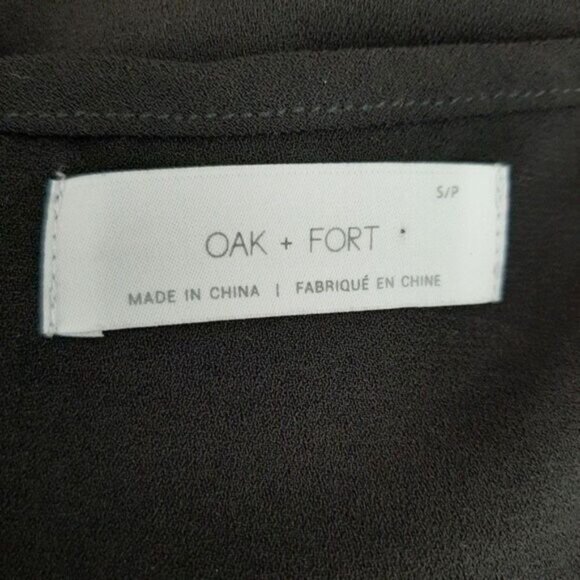 S/P
OAK + FORT
MADE IN CHINA | FABRIQUÉ EN CHINE